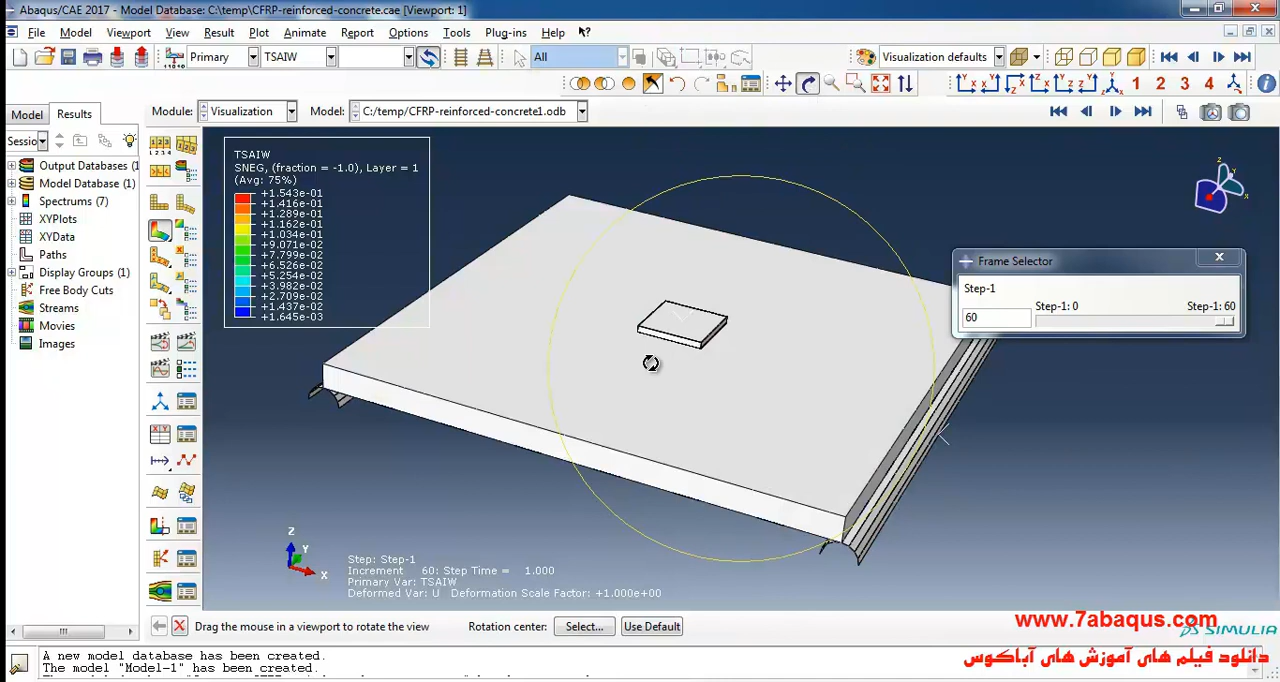 Abaqus/CAE 2017 - Model Database: C:\temp\CFRP-reinforced-concrete.cae [Viewport: 1]
File Model Viewport View Result Plot Animate Report Options Tools Plug-ins Help
Primary TSAIW All Visualization defaults
1 2 3 4
Model Results Module: Visualization Model: C:/temp/CFRP-reinforced-concrete1.odb
Sessio
Output Databases (1
Model Database (1)
Spectrums (7)
XYPlots
XYData
Paths
Display Groups (1)
Free Body Cuts
Streams
Movies
Images
TSAIW
SNEG, (fraction = -1.0), Layer = 1
(Avg: 75%)
+1.543e-01
+1.416e-01
+1.289e-01
+1.162e-01
+1.034e-01
+9.071e-02
+7.799e-02
+6.526e-02
+5.254e-02
+3.982e-02
+2.709e-02
+1.437e-02
+1.645e-03
Z
Y
X
Frame Selector
Step-1
Step-1: 0 Step-1: 60
60
Z
Y
X
Step: Step-1
Increment 60: Step Time = 1.000
Primary Var: TSAIW
Deformed Var: U Deformation Scale Factor: +1.000e+00
Drag the mouse in a viewport to rotate the view Rotation center: Select... Use Default
www.7abaqus.com
SIMULIA
دانلود فیلم های آموزش های آباکوس
A new model database has been created.
The model "Model-1" has been created.